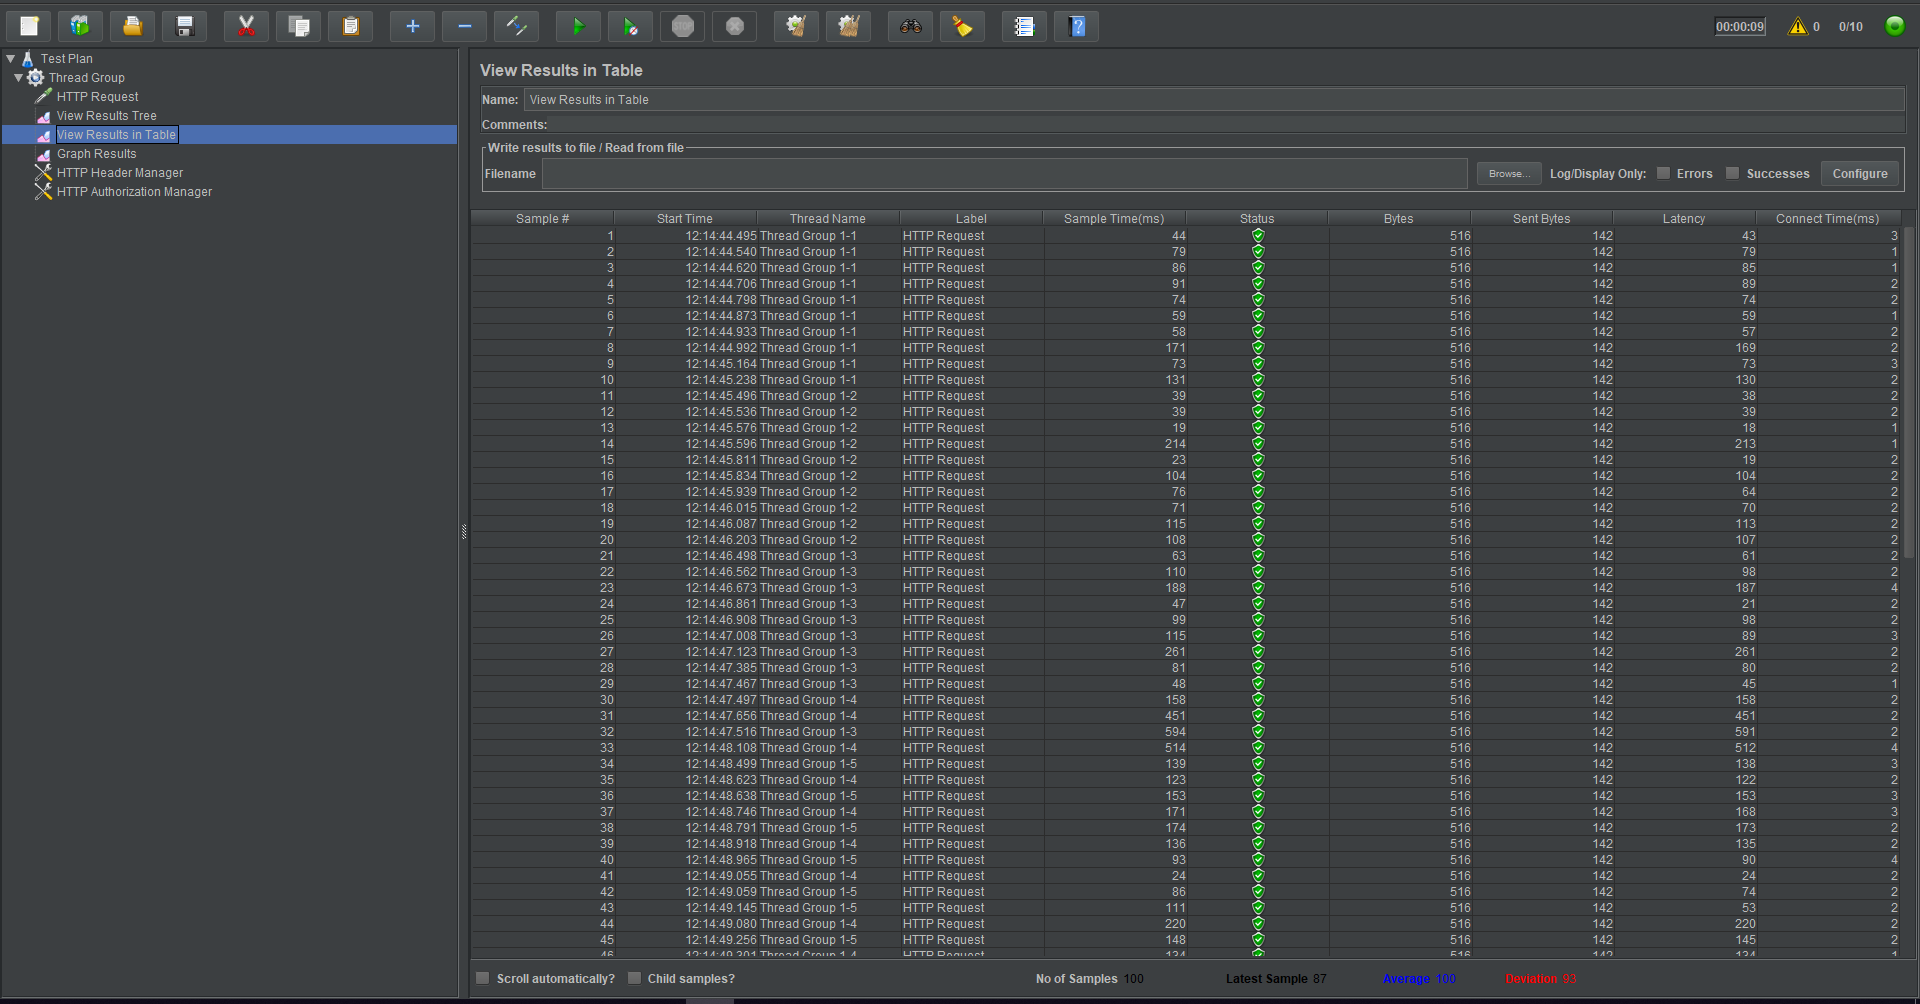 00:00:09 0 0/10
Test Plan
Thread Group
HTTP Request
View Results Tree
View Results in Table
Graph Results
HTTP Header Manager
HTTP Authorization Manager
View Results in Table
Name: View Results in Table
Comments:
Write results to file / Read from file
Filename Browse... Log/Display Only: Errors Successes Configure
Sample # Start Time Thread Name Label Sample Time(ms) Status Bytes Sent Bytes Latency Connect Time(ms)
1 12:14:44.495 Thread Group 1-1 HTTP Request 44 516 142 43 3
2 12:14:44.540 Thread Group 1-1 HTTP Request 79 516 142 79 1
3 12:14:44.620 Thread Group 1-1 HTTP Request 86 516 142 85 1
4 12:14:44.706 Thread Group 1-1 HTTP Request 91 516 142 89 2
5 12:14:44.798 Thread Group 1-1 HTTP Request 74 516 142 74 2
6 12:14:44.873 Thread Group 1-1 HTTP Request 59 516 142 59 1
7 12:14:44.933 Thread Group 1-1 HTTP Request 58 516 142 57 2
8 12:14:44.992 Thread Group 1-1 HTTP Request 171 516 142 169 2
9 12:14:45.164 Thread Group 1-1 HTTP Request 73 516 142 73 3
10 12:14:45.238 Thread Group 1-1 HTTP Request 131 516 142 130 2
11 12:14:45.496 Thread Group 1-2 HTTP Request 39 516 142 38 2
12 12:14:45.536 Thread Group 1-2 HTTP Request 39 516 142 39 2
13 12:14:45.576 Thread Group 1-2 HTTP Request 19 516 142 18 1
14 12:14:45.596 Thread Group 1-2 HTTP Request 214 516 142 213 1
15 12:14:45.811 Thread Group 1-2 HTTP Request 23 516 142 19 2
16 12:14:45.834 Thread Group 1-2 HTTP Request 104 516 142 104 2
17 12:14:45.939 Thread Group 1-2 HTTP Request 76 516 142 64 2
18 12:14:46.015 Thread Group 1-2 HTTP Request 71 516 142 70 2
19 12:14:46.087 Thread Group 1-2 HTTP Request 115 516 142 113 2
20 12:14:46.203 Thread Group 1-2 HTTP Request 108 516 142 107 2
21 12:14:46.498 Thread Group 1-3 HTTP Request 63 516 142 61 2
22 12:14:46.562 Thread Group 1-3 HTTP Request 110 516 142 98 2
23 12:14:46.673 Thread Group 1-3 HTTP Request 188 516 142 187 4
24 12:14:46.861 Thread Group 1-3 HTTP Request 47 516 142 21 2
25 12:14:46.908 Thread Group 1-3 HTTP Request 99 516 142 98 2
26 12:14:47.008 Thread Group 1-3 HTTP Request 115 516 142 89 3
27 12:14:47.123 Thread Group 1-3 HTTP Request 261 516 142 261 2
28 12:14:47.385 Thread Group 1-3 HTTP Request 81 516 142 80 2
29 12:14:47.467 Thread Group 1-3 HTTP Request 48 516 142 45 1
30 12:14:47.497 Thread Group 1-4 HTTP Request 158 516 142 158 2
31 12:14:47.656 Thread Group 1-4 HTTP Request 451 516 142 451 2
32 12:14:47.516 Thread Group 1-3 HTTP Request 594 516 142 591 2
33 12:14:48.108 Thread Group 1-4 HTTP Request 514 516 142 512 4
34 12:14:48.499 Thread Group 1-5 HTTP Request 139 516 142 138 3
35 12:14:48.623 Thread Group 1-4 HTTP Request 123 516 142 122 2
36 12:14:48.638 Thread Group 1-5 HTTP Request 153 516 142 153 3
37 12:14:48.746 Thread Group 1-4 HTTP Request 171 516 142 168 3
38 12:14:48.791 Thread Group 1-5 HTTP Request 174 516 142 173 2
39 12:14:48.918 Thread Group 1-4 HTTP Request 136 516 142 135 2
40 12:14:48.965 Thread Group 1-5 HTTP Request 93 516 142 90 4
41 12:14:49.055 Thread Group 1-4 HTTP Request 24 516 142 24 2
42 12:14:49.059 Thread Group 1-5 HTTP Request 86 516 142 74 2
43 12:14:49.145 Thread Group 1-5 HTTP Request 111 516 142 53 2
44 12:14:49.080 Thread Group 1-4 HTTP Request 220 516 142 220 2
45 12:14:49.256 Thread Group 1-5 HTTP Request 148 516 142 145 2
Scroll automatically? Child samples? No of Samples 100 Latest Sample 87 Average 100 Deviation 93